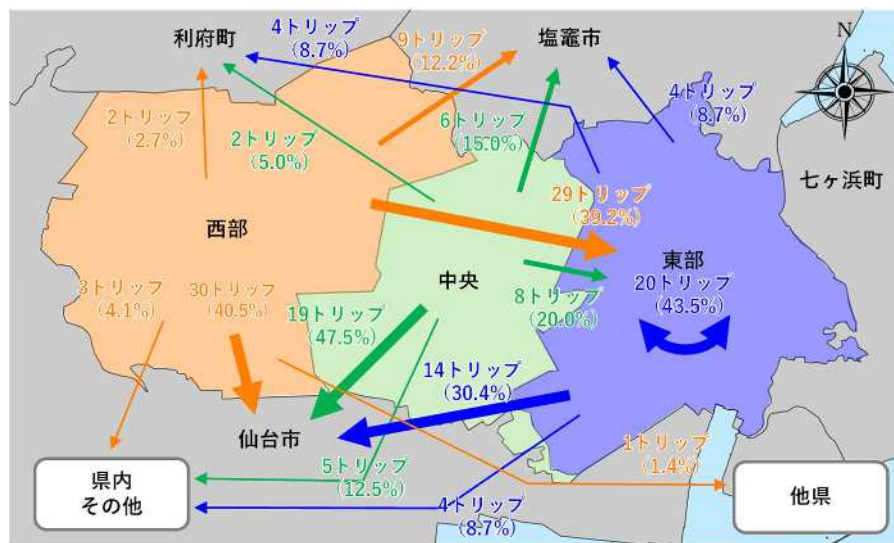 4トリップ
(8.7%)
利府町
9トリップ
(12.2%)
塩竈市
N
2トリップ
(2.7%)
2トリップ
(5.0%)
6トリップ
(15.0%)
4トリップ
(8.7%)
七ヶ浜町
29トリップ
(39.2%)
西部
中央
東部
3トリップ
(4.1%)
30トリップ
(40.5%)
19トリップ
(47.5%)
8トリップ
(20.0%)
20トリップ
(43.5%)
14トリップ
(30.4%)
仙台市
県内
その他
5トリップ
(12.5%)
4トリップ
(8.7%)
1トリップ
(1.4%)
他県